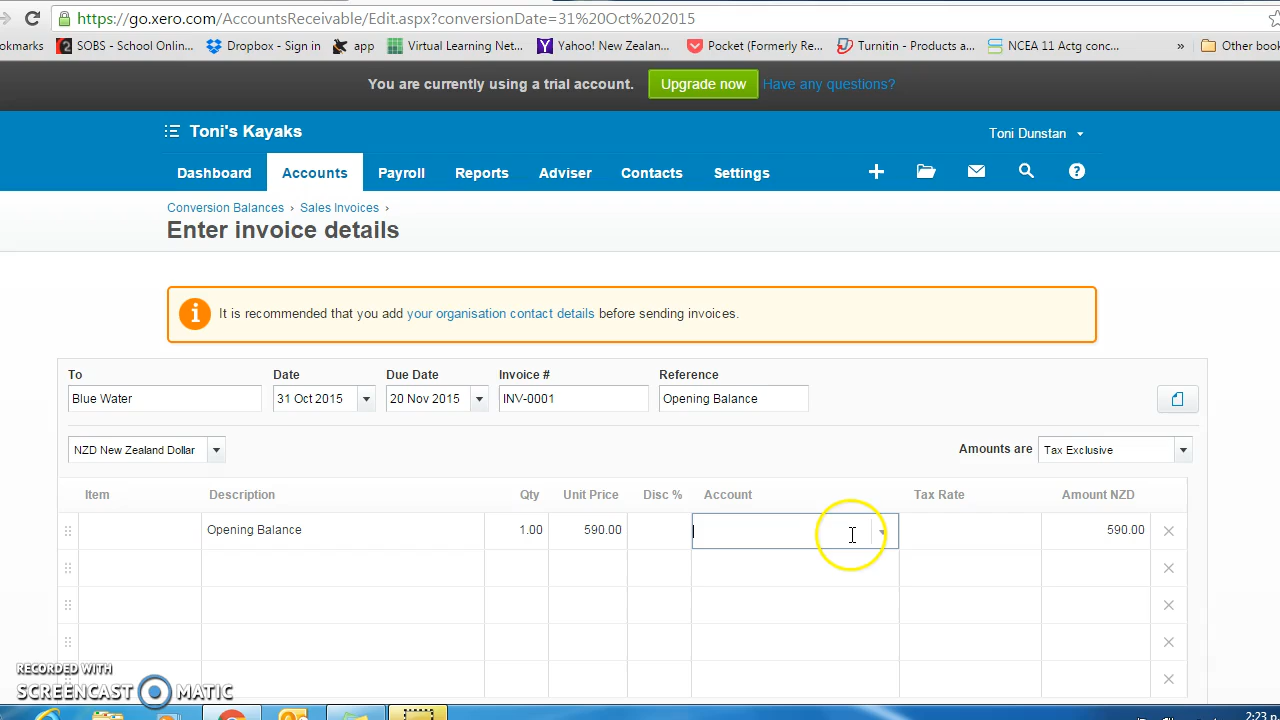 https://go.xero.com/AccountsReceivable/Edit.aspx?conversionDate=31%20Oct%202015
okmarks SOBS - School Onlin... Dropbox - Sign in app Virtual Learning Net... Yahoo! New Zealan... Pocket (Formerly Re... Turnitin - Products a... NCEA 11 Actg conc... » Other book
You are currently using a trial account. Upgrade now Have any questions?
Toni's Kayaks Toni Dunstan
Dashboard Accounts Payroll Reports Adviser Contacts Settings
Conversion Balances › Sales Invoices ›
Enter invoice details
It is recommended that you add your organisation contact details before sending invoices.
To Date Due Date Invoice # Reference
Blue Water 31 Oct 2015 20 Nov 2015 INV-0001 Opening Balance
NZD New Zealand Dollar Amounts are Tax Exclusive
Item Description Qty Unit Price Disc % Account Tax Rate Amount NZD
Opening Balance 1.00 590.00 590.00
RECORDED WITH
SCREENCAST MATIC
2:23 p